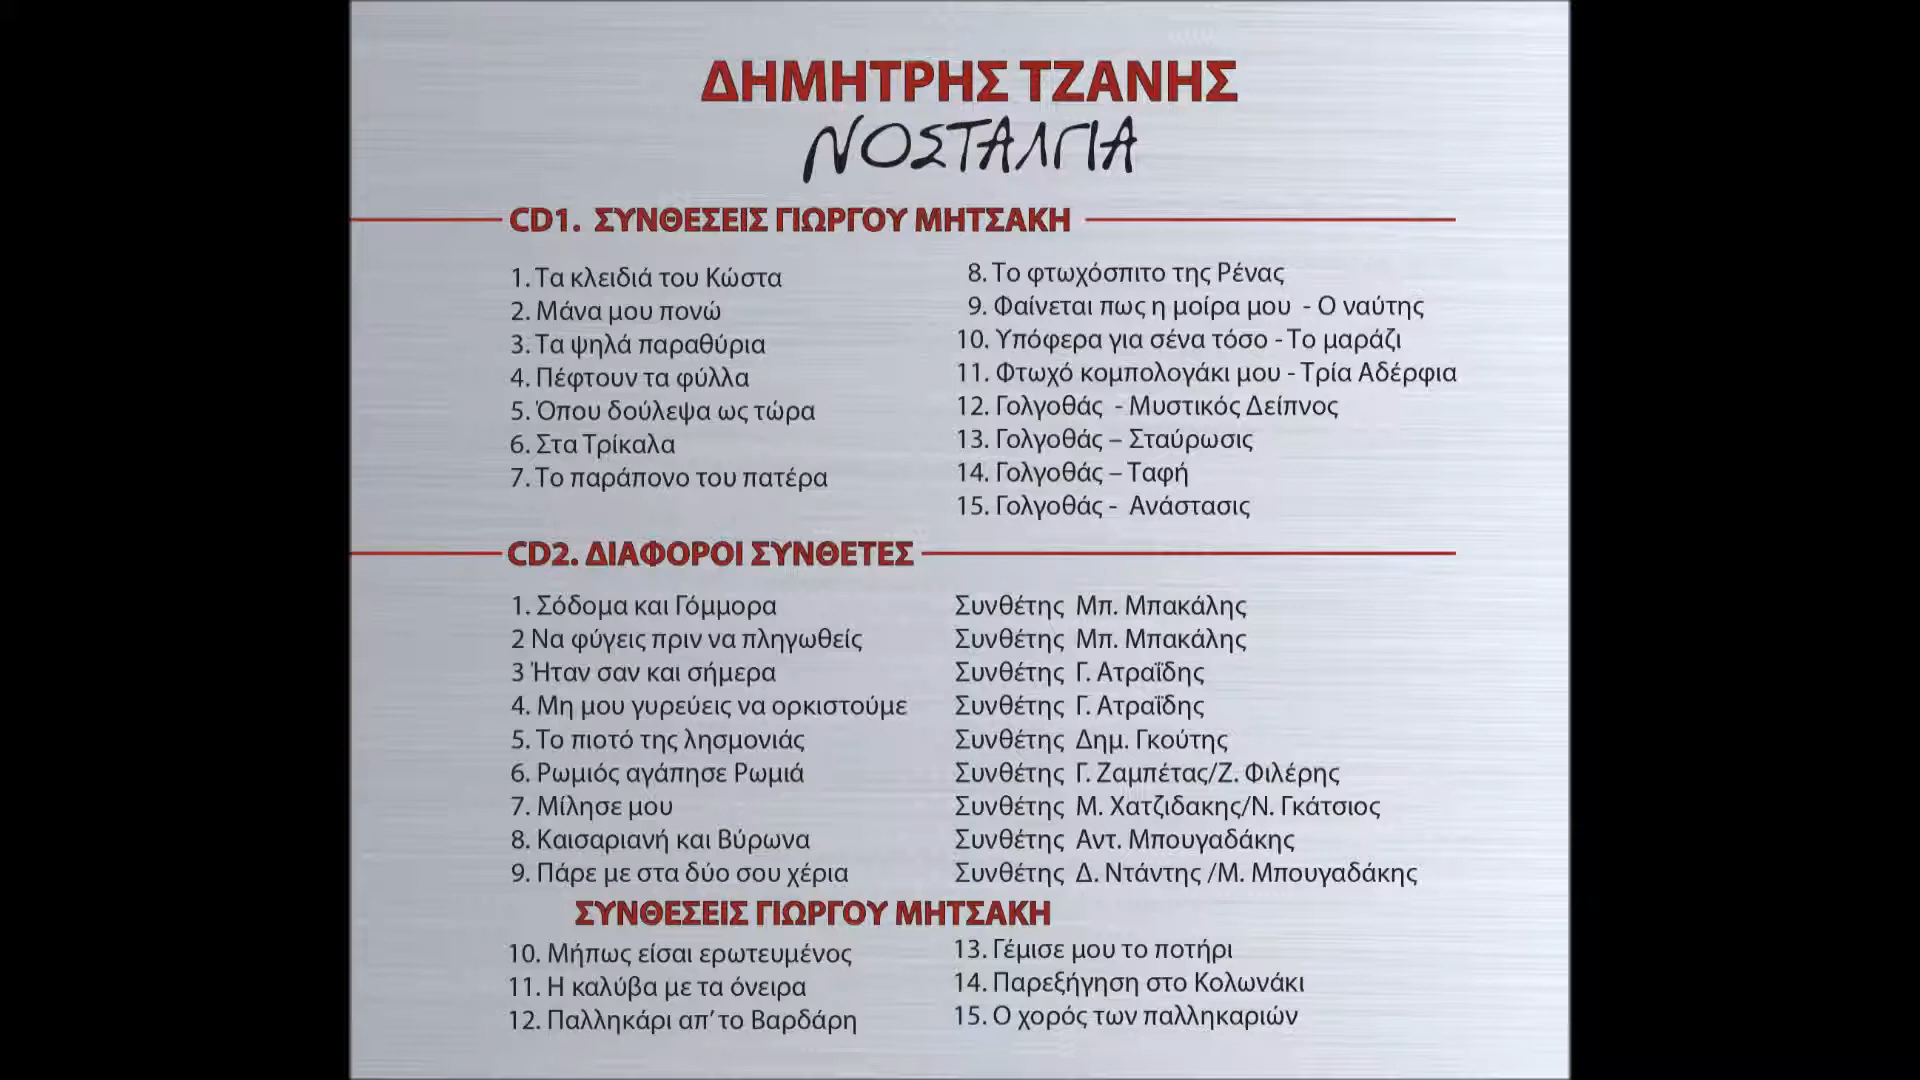 ΔΗΜΗΤΡΗΣ ΤΖΑΝΗΣ
ΝΟΣΤΑΛΓΙΑ
CD1. ΣΥΝΘΕΣΕΙΣ ΓΙΩΡΓΟΥ ΜΗΤΣΑΚΗ
1. Τα κλειδιά του Κώστα
2. Μάνα μου πονώ
3. Τα ψηλά παραθύρια
4. Πέφτουν τα φύλλα
5. Όπου δούλεψα ως τώρα
6. Στα Τρίκαλα
7. Το παράπονο του πατέρα
8. Το φτωχόσπιτο της Ρένας
9. Φαίνεται πως η μοίρα μου - Ο ναύτης
10. Υπόφερα για σένα τόσο - Το μαράζι
11. Φτωχό κομπολογάκι μου - Τρία Αδέρφια
12. Γολγοθάς - Μυστικός Δείπνος
13. Γολγοθάς – Σταύρωσις
14. Γολγοθάς – Ταφή
15. Γολγοθάς - Ανάστασις
CD2. ΔΙΑΦΟΡΟΙ ΣΥΝΘΕΤΕΣ
1. Σόδομα και Γόμμορα Συνθέτης Μπ. Μπακάλης
2 Να φύγεις πριν να πληγωθείς Συνθέτης Μπ. Μπακάλης
3 Ήταν σαν και σήμερα Συνθέτης Γ. Ατραΐδης
4. Μη μου γυρεύεις να ορκιστούμε Συνθέτης Γ. Ατραΐδης
5. Το πιοτό της λησμονιάς Συνθέτης Δημ. Γκούτης
6. Ρωμιός αγάπησε Ρωμιά Συνθέτης Γ. Ζαμπέτας/Ζ. Φιλέρης
7. Μίλησε μου Συνθέτης Μ. Χατζιδακης/Ν. Γκάτσιος
8. Καισαριανή και Βύρωνα Συνθέτης Αντ. Μπουγαδάκης
9. Πάρε με στα δύο σου χέρια Συνθέτης Δ. Ντάντης /Μ. Μπουγαδάκης
ΣΥΝΘΕΣΕΙΣ ΓΙΩΡΓΟΥ ΜΗΤΣΑΚΗ
10. Μήπως είσαι ερωτευμένος
11. Η καλύβα με τα όνειρα
12. Παλληκάρι απ' το Βαρδάρη
13. Γέμισε μου το ποτήρι
14. Παρεξήγηση στο Κολωνάκι
15. Ο χορός των παλληκαριών